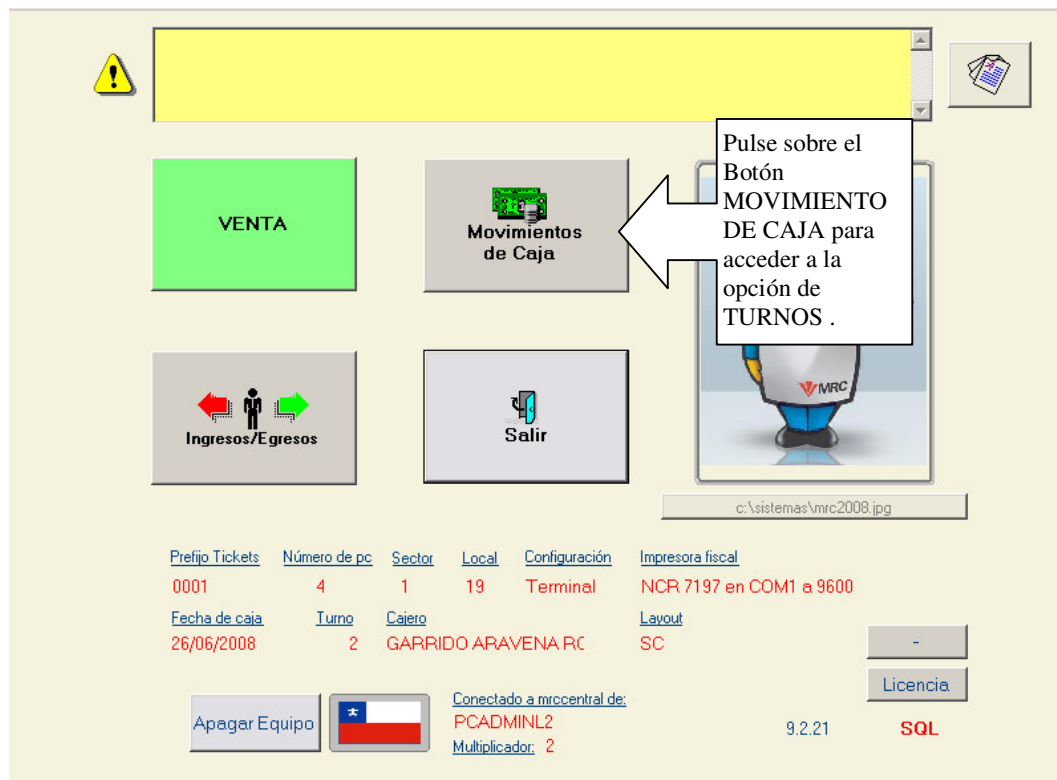 Pulse sobre el
Botón
MOVIMIENTO
DE CAJA para
acceder a la
opción de
TURNOS .
VENTA
Movimientos
de Caja
MRC
Ingresos/Egresos
Salir
c:\sistemas\mrc2008.jpg
Prefijo Tickets Número de pc Sector Local Configuración Impresora fiscal
0001 4 1 19 Terminal NCR 7197 en COM1 a 9600
Fecha de caja Turno Cajero Layout
26/06/2008 2 GARRIDO ARAVENA RO SC
-
Licencia
Apagar Equipo
Conectado a mrccentral de:
PCADMINL2
Multiplicador: 2
9.2.21 SQL